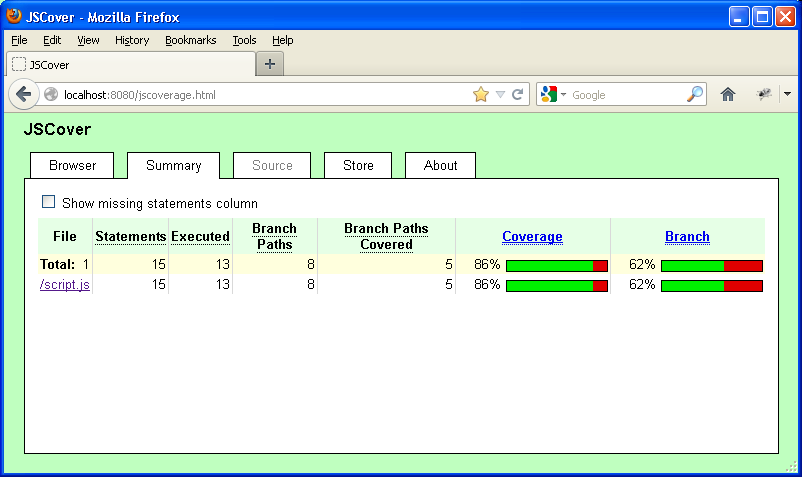 JSCover - Mozilla Firefox
File Edit View History Bookmarks Tools Help
JSCover
localhost:8080/jscoverage.html
Google
JSCover
Browser Summary Source Store About
Show missing statements column
File Statements Executed Branch Paths Branch Paths Covered Coverage Branch
Total: 1 15 13 8 5 86% 62%
/script.js 15 13 8 5 86% 62%